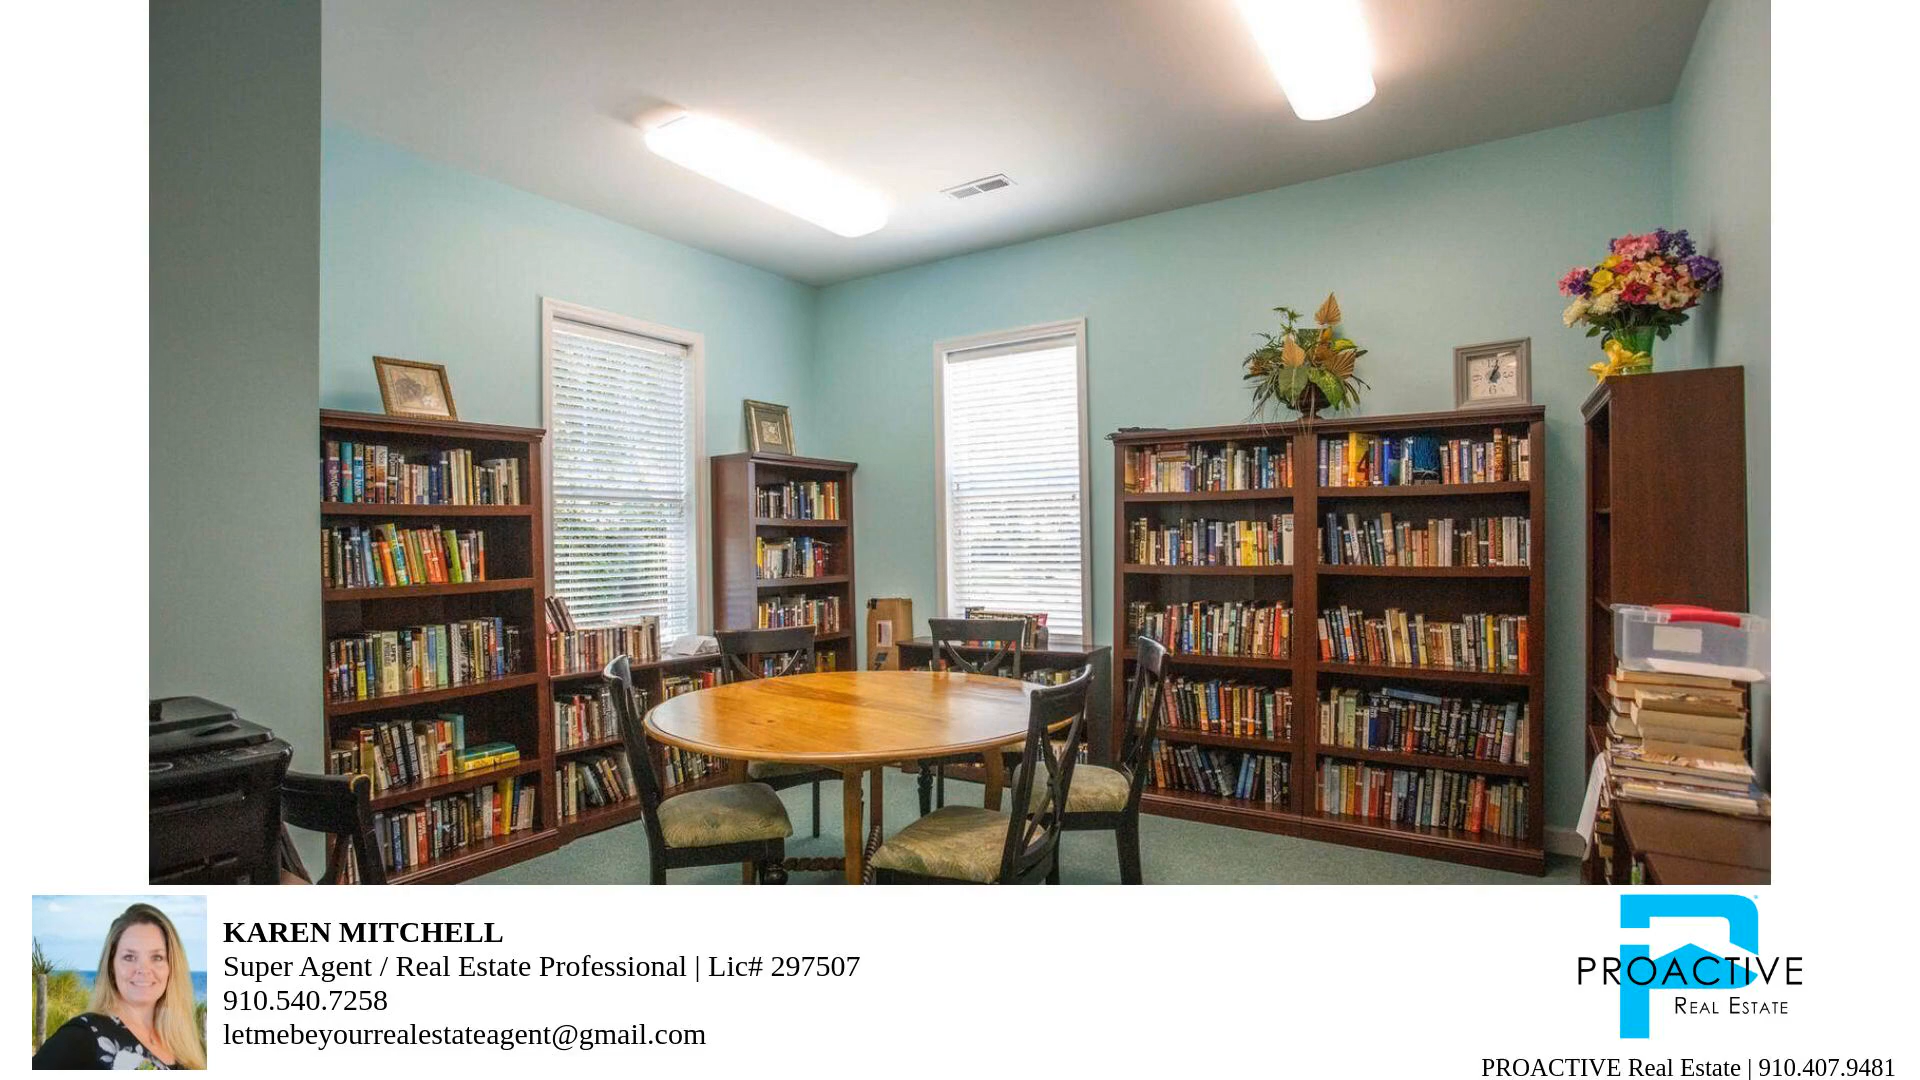 KAREN MITCHELL
Super Agent / Real Estate Professional | Lic# 297507
910.540.7258
letmebeyourrealestateagent@gmail.com
PROACTIVE
REAL ESTATE
PROACTIVE Real Estate | 910.407.9481